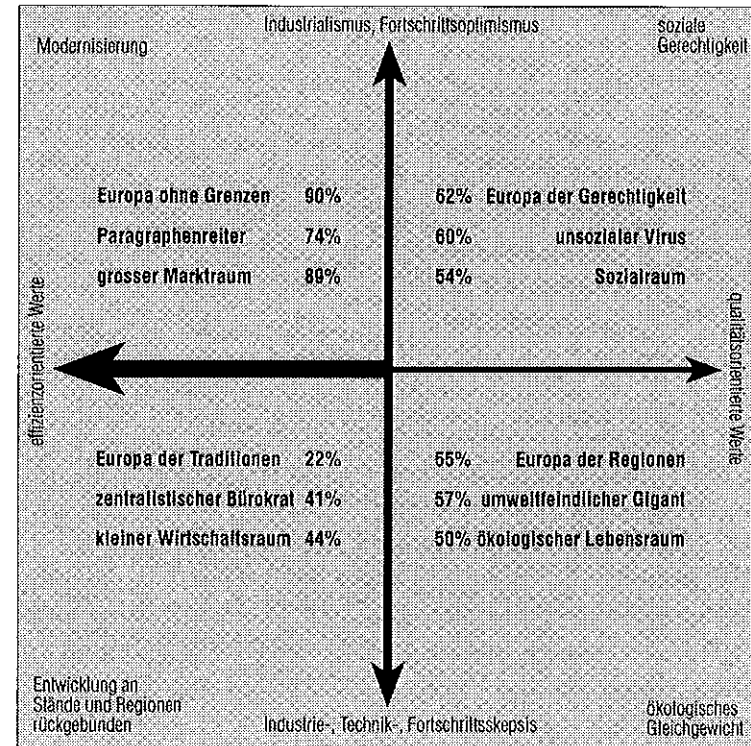 Industrialismus, Fortschrittsoptimismus
Modernisierung
soziale
Gerechtigkeit
Europa ohne Grenzen 90%
Paragraphenreiter 74%
grosser Marktraum 89%
62% Europa der Gerechtigkeit
60% unsozialer Virus
54% Sozialraum
effizienzorientierte Werte
qualitätsorientierte Werte
Europa der Traditionen 22%
zentralistischer Bürokrat 41%
kleiner Wirtschaftsraum 44%
55% Europa der Regionen
57% umweltfeindlicher Gigant
50% ökologischer Lebensraum
Entwicklung an
Stände und Regionen
rückgebunden
Industrie-, Technik-, Fortschrittsskepsis
ökologisches
Gleichgewicht